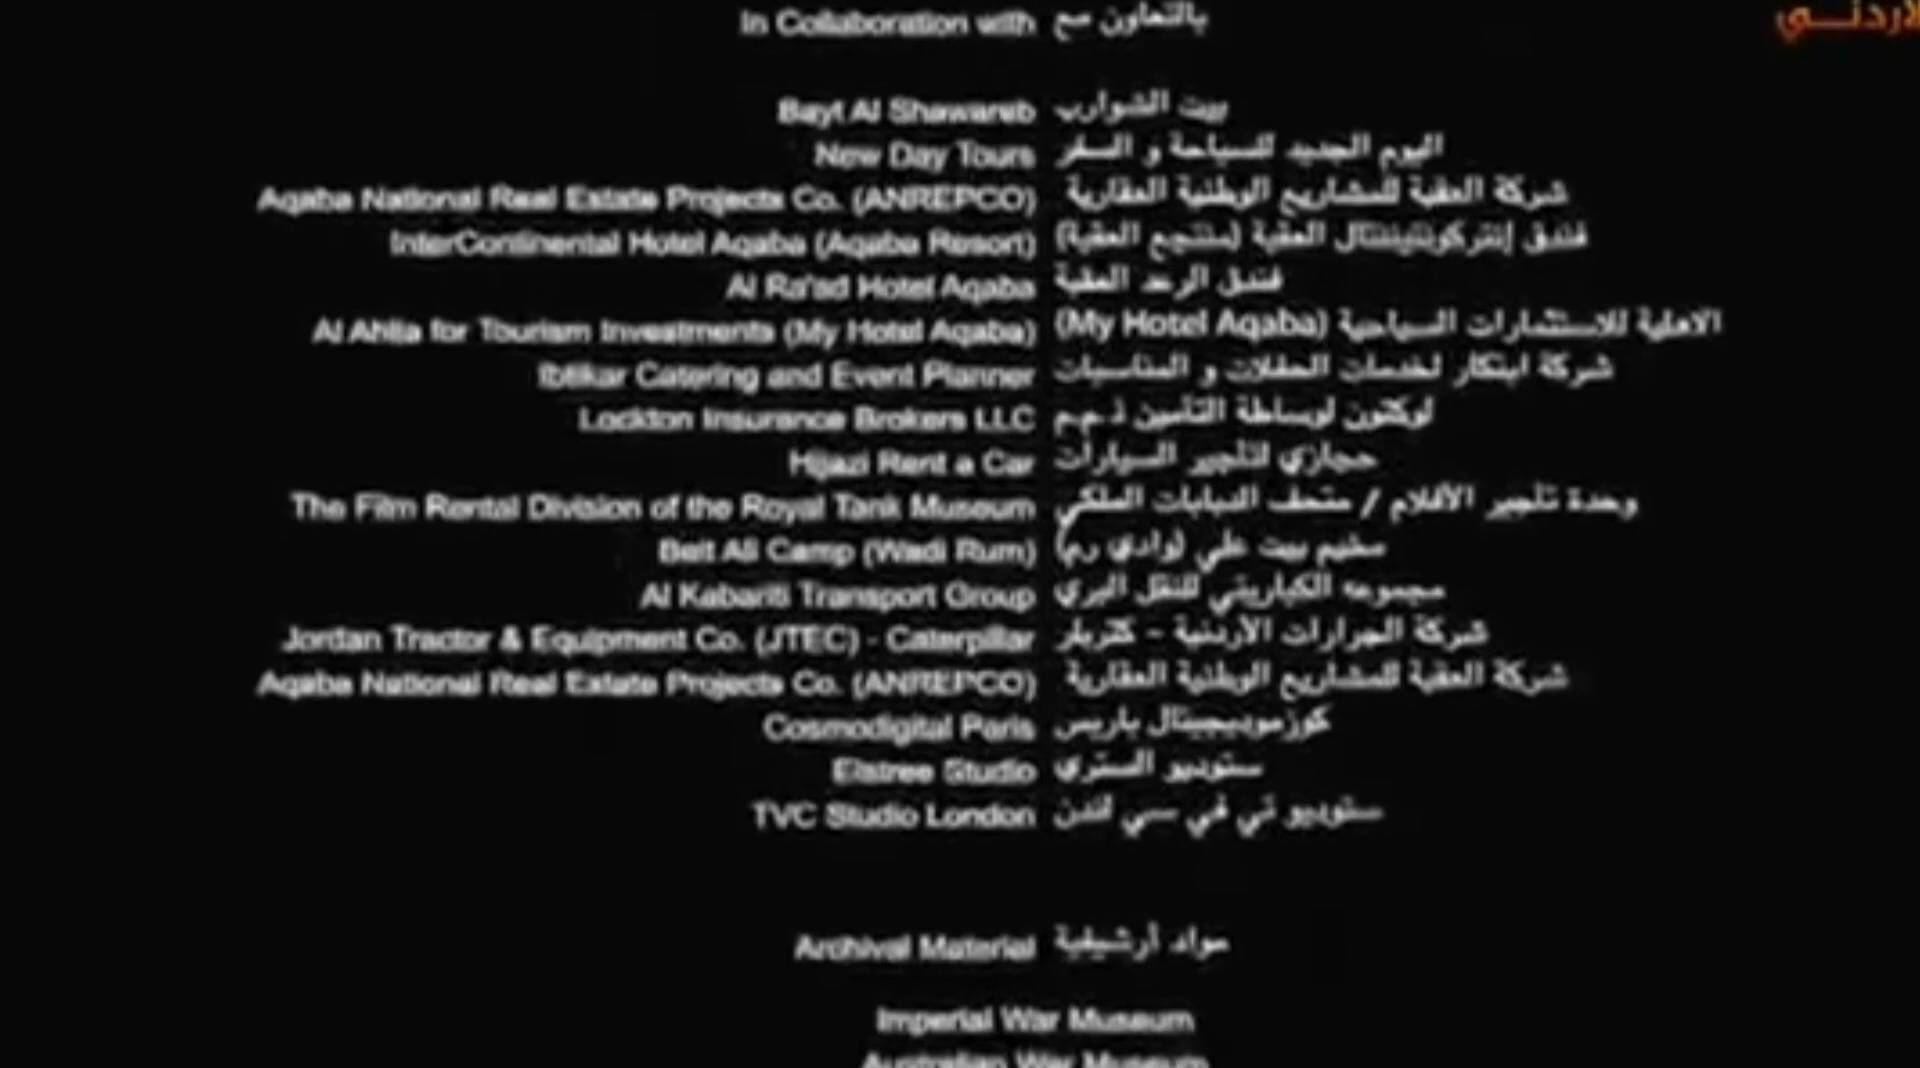 In Collaboration with بالتعاون مع
الاردنــي
Bayt Al Shawareb بيت الشوارب
New Day Tours اليوم الجديد للسياحة و السفر
Aqaba National Real Estate Projects Co. (ANREPCO) شركة العقبة للمشاريع الوطنية العقارية
InterContinental Hotel Aqaba (Aqaba Resort) فندق إنتركونتيننتال العقبة (منتجع العقبة)
Al Ra'ad Hotel Aqaba فندق الرعد العقبة
Al Ahlia for Tourism Investments (My Hotel Aqaba) الاهلية للاستثمارات السياحية (My Hotel Aqaba)
Ibtikar Catering and Event Planner شركة ابتكار لخدمات الحفلات و المناسبات
Lockton Insurance Brokers LLC لوكتون لوساطة التأمين ذ.م.م
Hijazi Rent a Car حجازي لتأجير السيارات
The Film Rental Division of the Royal Tank Museum وحدة تأجير الأفلام / متحف الدبابات الملكي
Beit Ali Camp (Wadi Rum) مخيم بيت علي (وادي رم)
Al Kabariti Transport Group مجموعه الكباريتي للنقل البري
Jordan Tractor & Equipment Co. (JTEC) - Caterpillar شركة الجرارات الأردنية - كتربلر
Aqaba National Real Estate Projects Co. (ANREPCO) شركة العقبة للمشاريع الوطنية العقارية
Cosmodigital Paris كوزموديجيتال باريس
Elstree Studio ستوديو الستري
TVC Studio London ستوديو تي في سي لندن
Archival Material مواد أرشيفية
Imperial War Museum
Australian War Museum